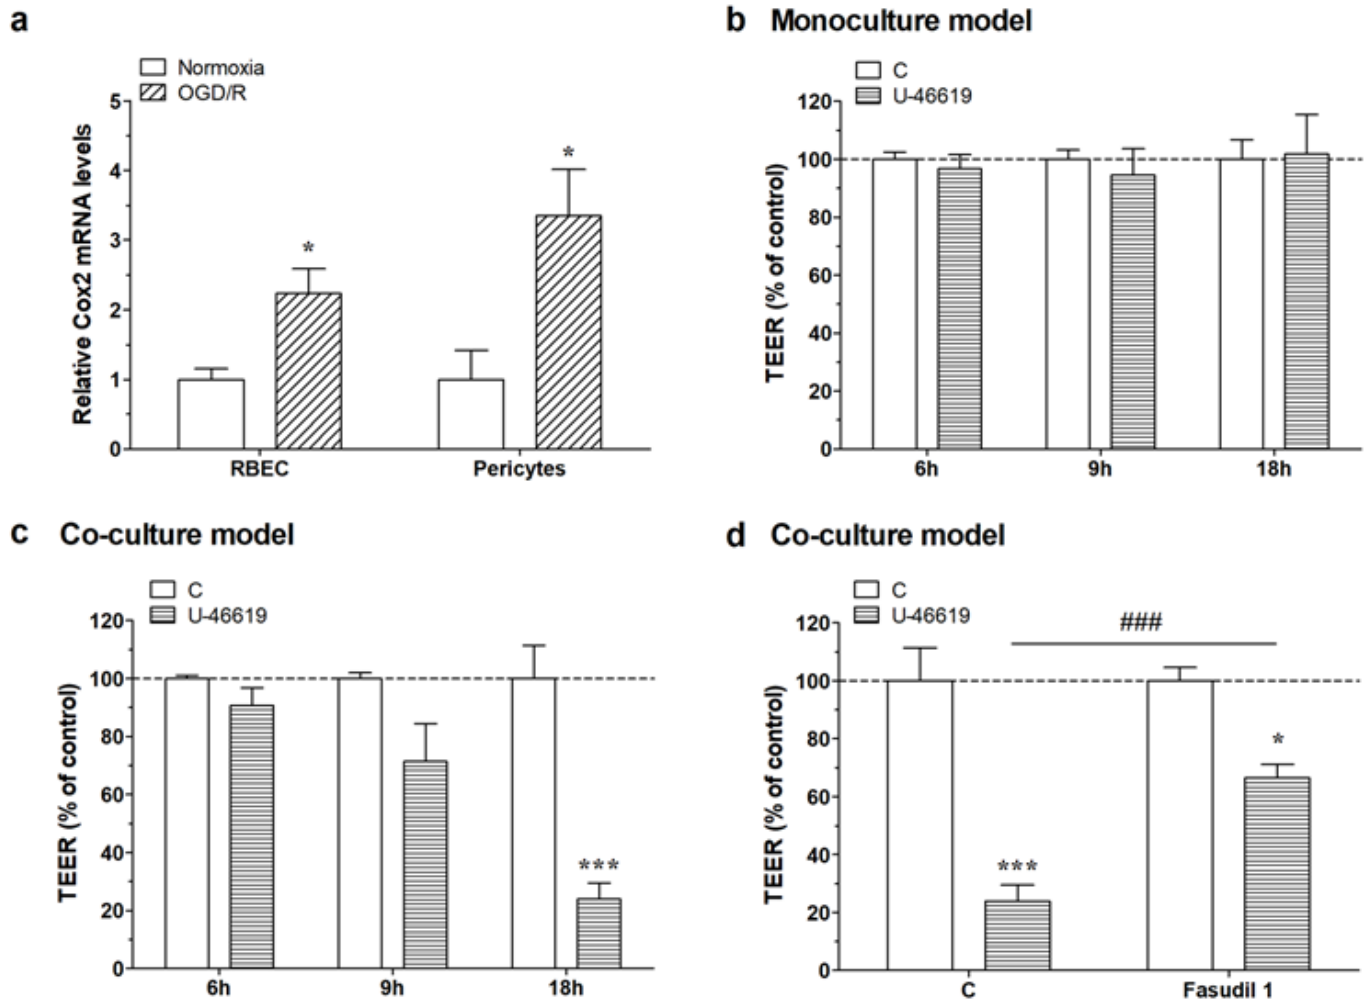 a
Normoxia
OGD/R
Relative Cox2 mRNA levels
5
4
3
2
1
0
*
*
RBEC
Pericytes
b Monoculture model
C
U-46619
TEER (% of control)
120
100
80
60
40
20
0
6h
9h
18h
c Co-culture model
C
U-46619
TEER (% of control)
120
100
80
60
40
20
0
***
6h
9h
18h
d Co-culture model
C
U-46619
###
TEER (% of control)
120
100
80
60
40
20
0
***
*
C
Fasudil 1